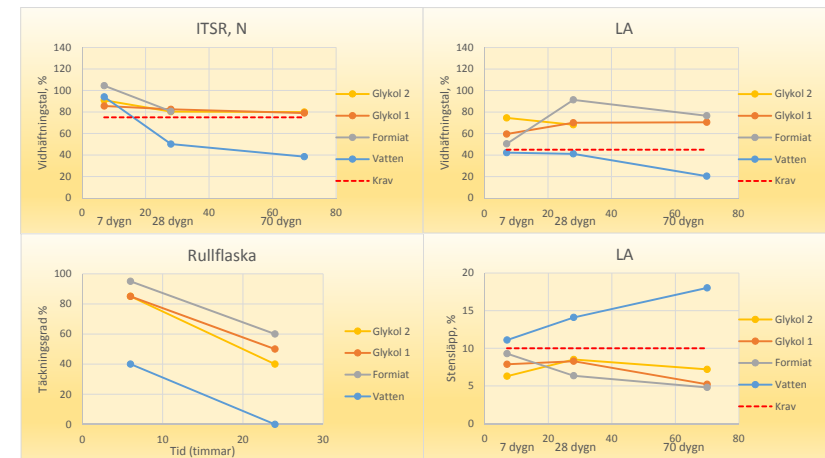 ITSR, N
Vidhäftningstal, %
140
120
100
80
60
40
20
0
0 20 40 60 80
7 dygn 28 dygn 70 dygn
Glykol 2
Glykol 1
Formiat
Vatten
Krav
LA
Vidhäftningstal, %
140
120
100
80
60
40
20
0
0 20 40 60 80
7 dygn 28 dygn 70 dygn
Glykol 2
Glykol 1
Formiat
Vatten
Krav
Rullflaska
Täckningsgrad %
100
80
60
40
20
0
0 10 20 30
Tid (timmar)
Glykol 2
Glykol 1
Formiat
Vatten
LA
Stensläpp, %
20
15
10
5
0
0 20 40 60 80
7 dygn 28 dygn 70 dygn
Glykol 2
Glykol 1
Formiat
Vatten
Krav